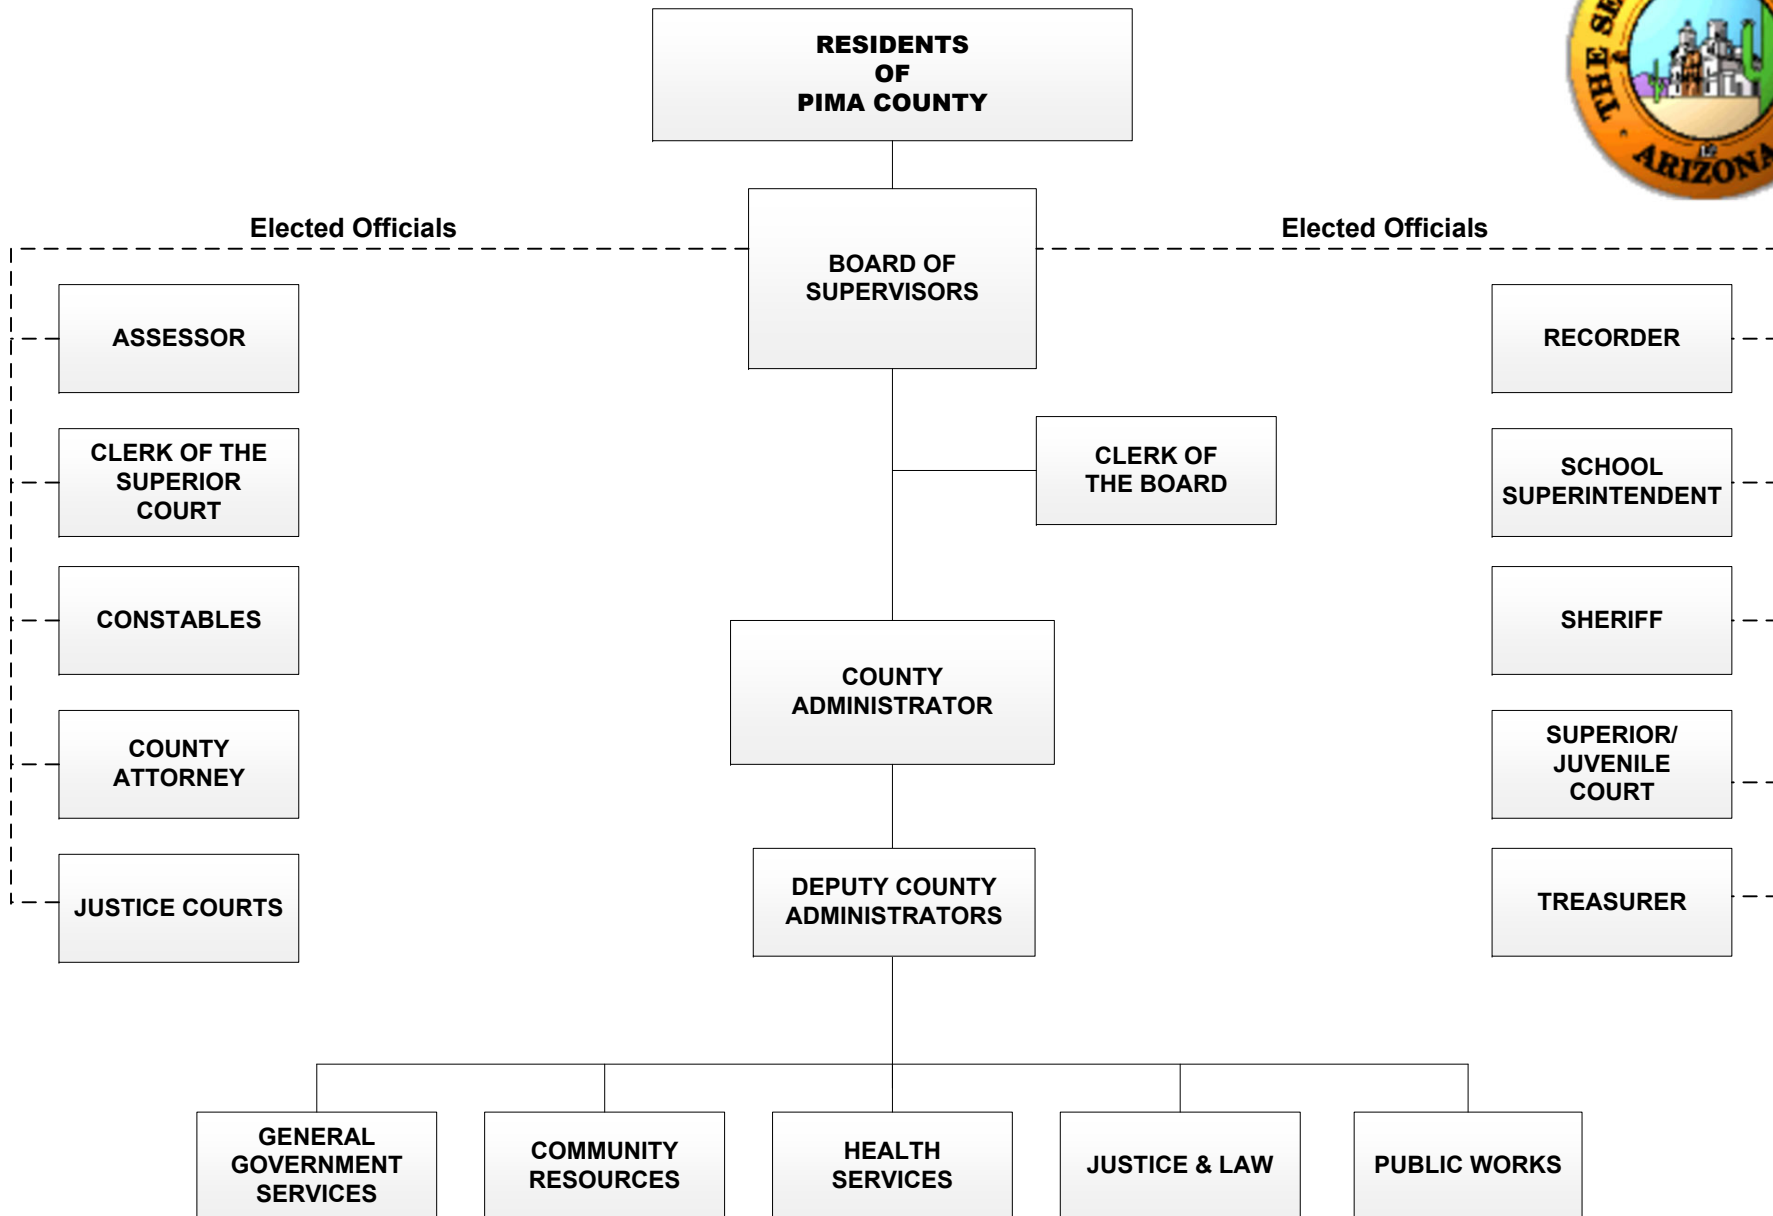 RESIDENTS
OF
PIMA COUNTY
THE SE
ARIZONA
Elected Officials
Elected Officials
BOARD OF
SUPERVISORS
ASSESSOR
RECORDER
CLERK OF THE
SUPERIOR
COURT
CLERK OF
THE BOARD
SCHOOL
SUPERINTENDENT
CONSTABLES
SHERIFF
COUNTY
ADMINISTRATOR
COUNTY
ATTORNEY
SUPERIOR/
JUVENILE
COURT
JUSTICE COURTS
DEPUTY COUNTY
ADMINISTRATORS
TREASURER
GENERAL
GOVERNMENT
SERVICES
COMMUNITY
RESOURCES
HEALTH
SERVICES
JUSTICE & LAW
PUBLIC WORKS